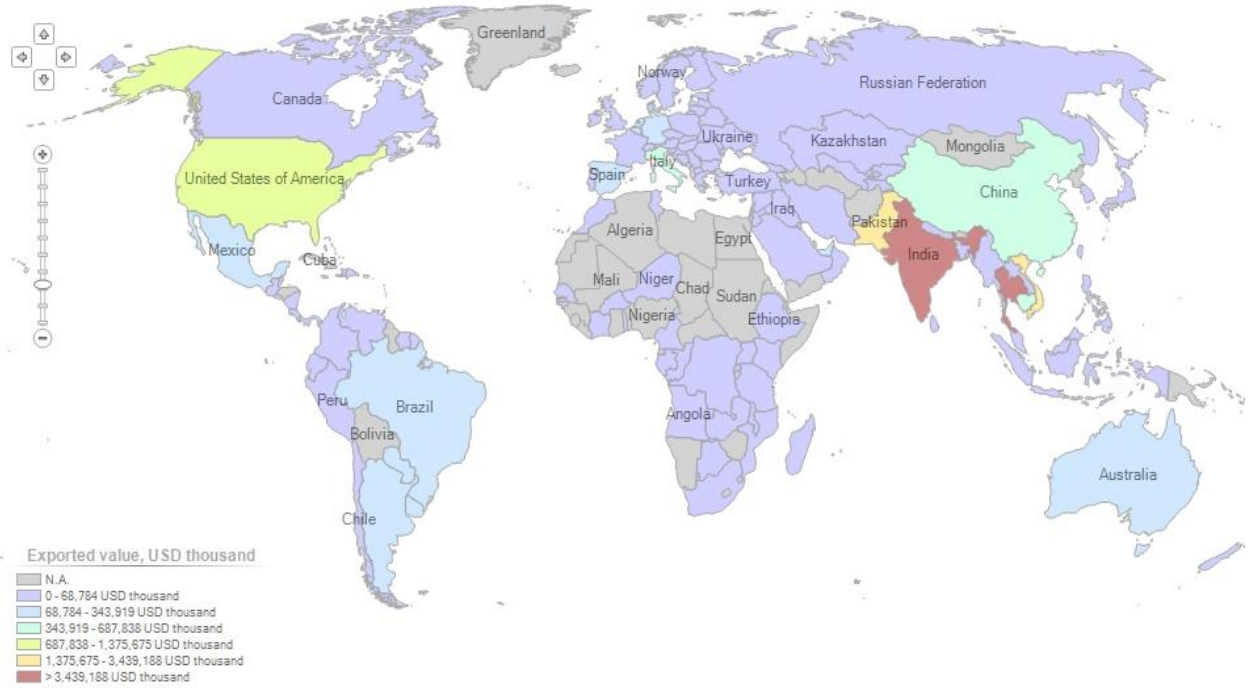 Greenland
Norway
Russian Federation
Canada
Ukraine
Kazakhstan
Mongolia
Italy
Spain
Turkey
China
United States of America
Iraq
Pakistan
Algeria
Egypt
Mexico
India
Cuba
Mali
Niger
Chad
Sudan
Nigeria
Ethiopia
Peru
Brazil
Angola
Bolivia
Australia
Chile
Exported value, USD thousand
N.A.
0 - 68,784 USD thousand
68,784 - 343,919 USD thousand
343,919 - 687,838 USD thousand
687,838 - 1,375,675 USD thousand
1,375,675 - 3,439,188 USD thousand
> 3,439,188 USD thousand